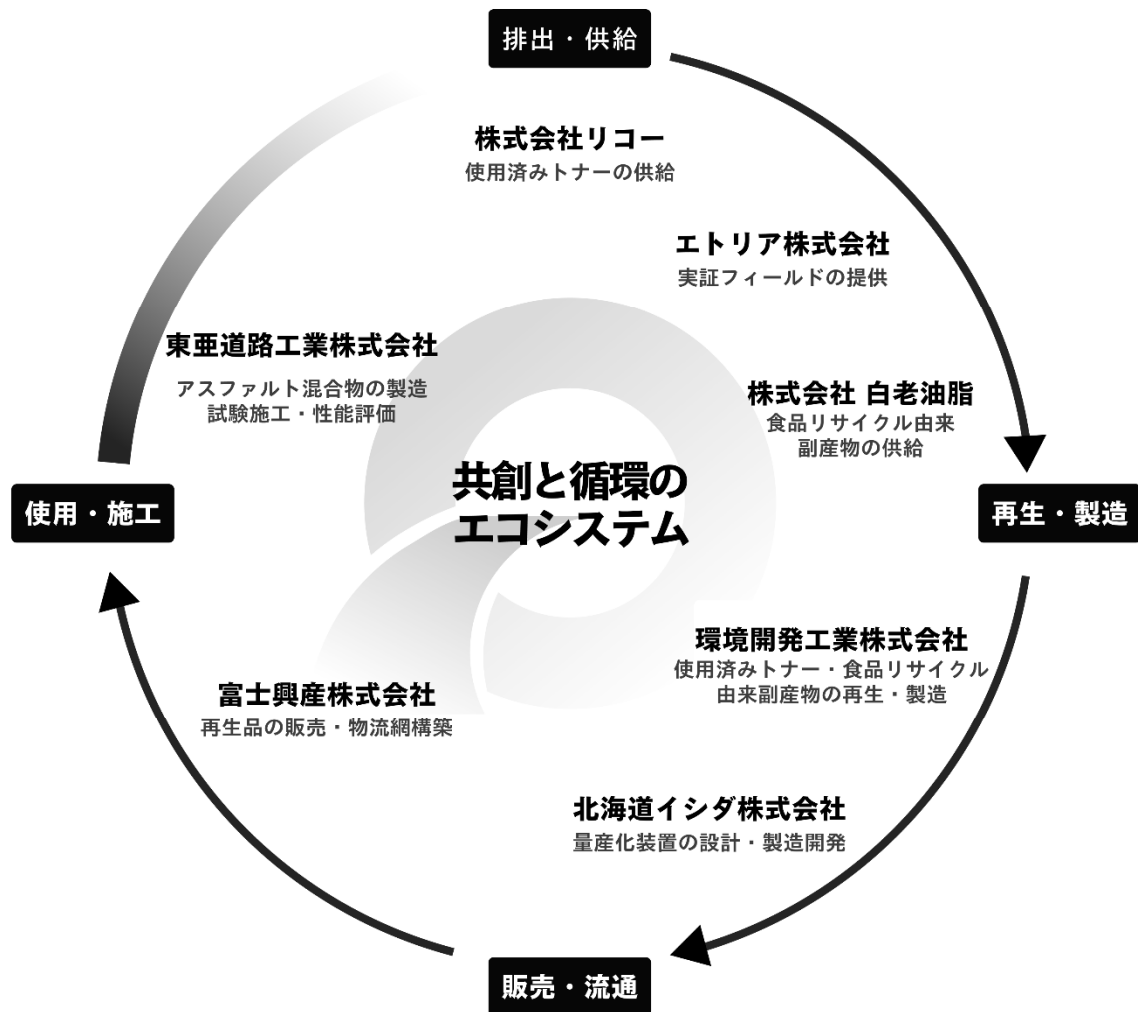 排出・供給
株式会社リコー
使用済みトナーの供給
エトリア株式会社
実証フィールドの提供
東亜道路工業株式会社
アスファルト混合物の製造
試験施工・性能評価
株式会社 白老油脂
食品リサイクル由来
副産物の供給
共創と循環の
エコシステム
使用・施工
再生・製造
環境開発工業株式会社
使用済みトナー・食品リサイクル
由来副産物の再生・製造
富士興産株式会社
再生品の販売・物流網構築
北海道イシダ株式会社
量産化装置の設計・製造開発
販売・流通